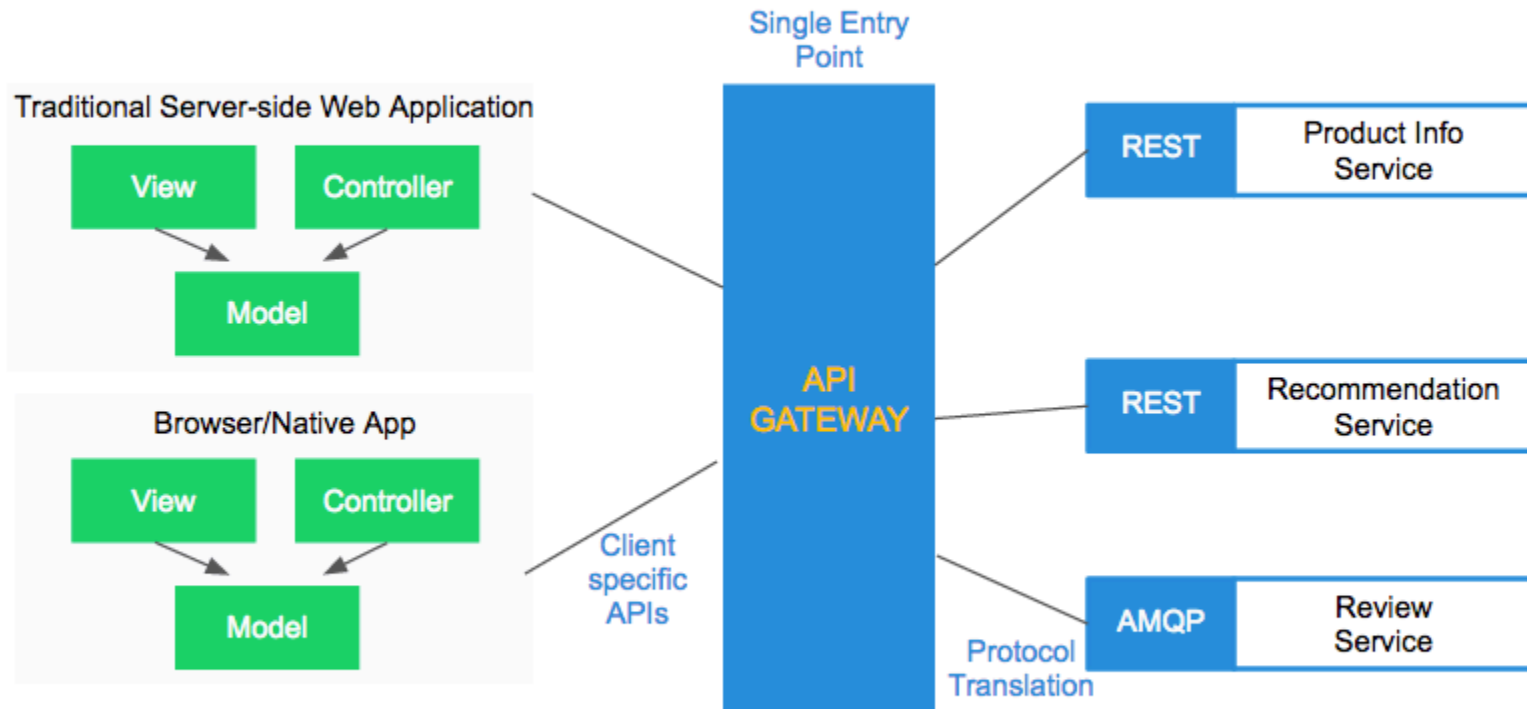 Single Entry
Point
Traditional Server-side Web Application
View
Controller
Model
Browser/Native App
View
Controller
Model
Client
specific
APIs
API
GATEWAY
Protocol
Translation
REST
Product Info
Service
REST
Recommendation
Service
AMQP
Review
Service